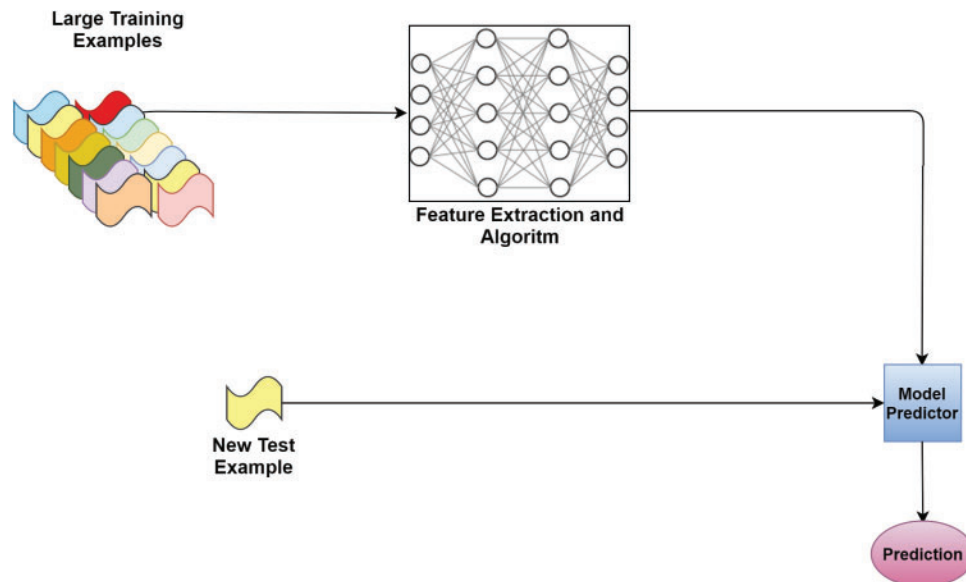 Large Training
Examples
Feature Extraction and
Algoritm
Model
Predictor
New Test
Example
Prediction